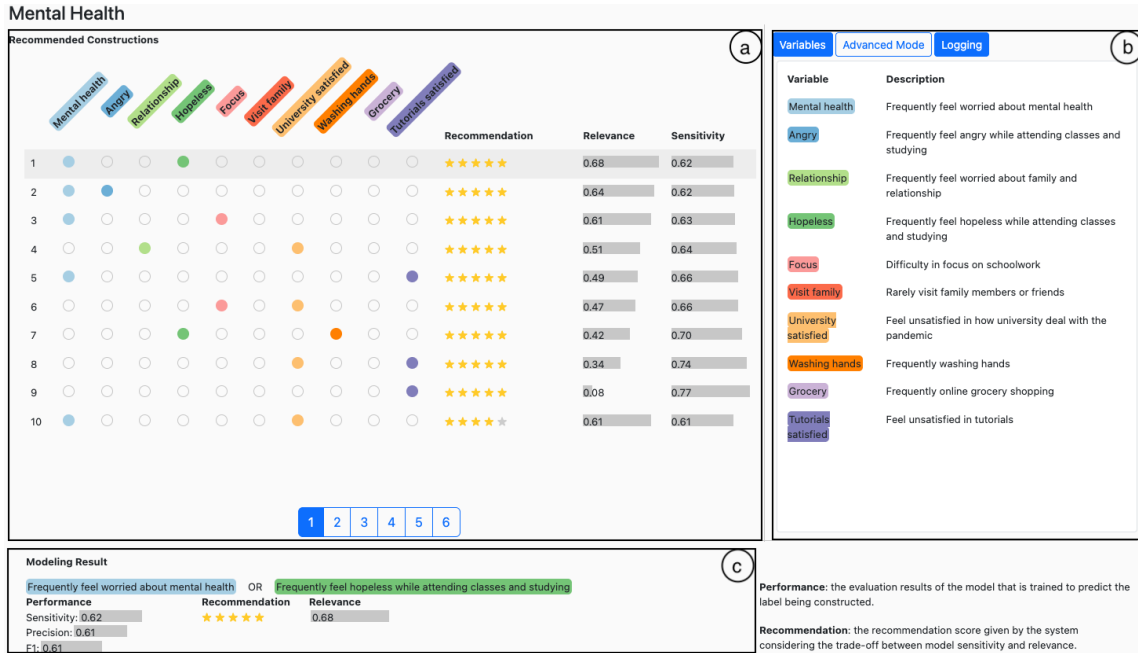 Mental Health
Recommended Constructions
a
Mental health
Angry
Relationship
Hopeless
Focus
Visit family
University satisfied
Washing hands
Grocery
Tutorials satisfied
Recommendation Relevance Sensitivity
1 0.68 0.62
2 0.64 0.62
3 0.61 0.63
4 0.51 0.64
5 0.49 0.66
6 0.47 0.66
7 0.42 0.70
8 0.34 0.74
9 0.08 0.77
10 0.61 0.61
1 2 3 4 5 6
Variables Advanced Mode Logging
b
Variable Description
Mental health Frequently feel worried about mental health
Angry Frequently feel angry while attending classes and
studying
Relationship Frequently feel worried about family and
relationship
Hopeless Frequently feel hopeless while attending classes
and studying
Focus Difficulty in focus on schoolwork
Visit family Rarely visit family members or friends
University Feel unsatisfied in how university deal with the
satisfied pandemic
Washing hands Frequently washing hands
Grocery Frequently online grocery shopping
Tutorials Feel unsatisfied in tutorials
satisfied
Modeling Result
c
Frequently feel worried about mental health OR Frequently feel hopeless while attending classes and studying
Performance Recommendation Relevance
Sensitivity: 0.62 0.68
Precision: 0.61
F1: 0.61
Performance: the evaluation results of the model that is trained to predict the
label being constructed.
Recommendation: the recommendation score given by the system
considering the trade-off between model sensitivity and relevance.